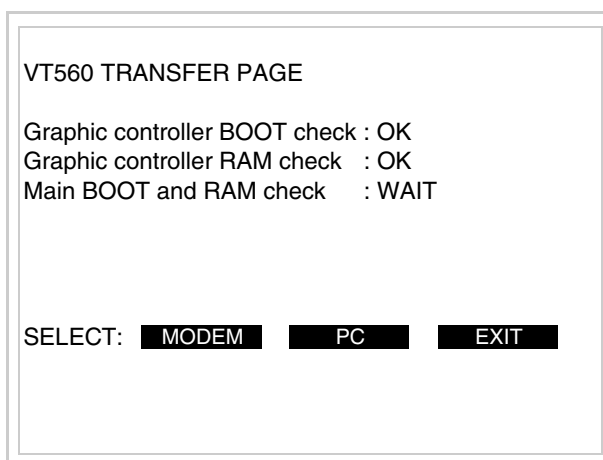 VT560 TRANSFER PAGE
Graphic controller BOOT check : OK
Graphic controller RAM check : OK
Main BOOT and RAM check : WAIT
SELECT: MODEM PC EXIT